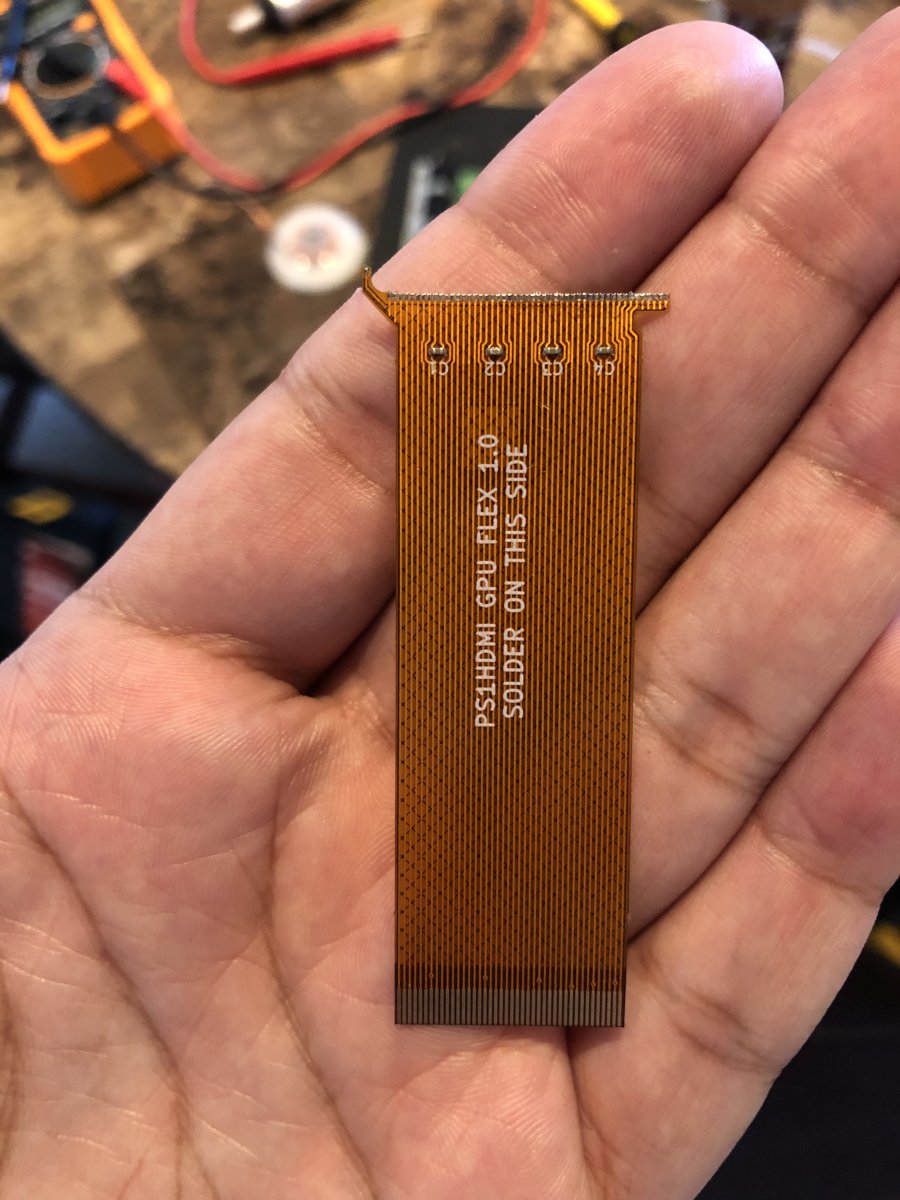 C1 C2 C3 C4
PS1HDMI GPU FLEX 1.0
SOLDER ON THIS SIDE